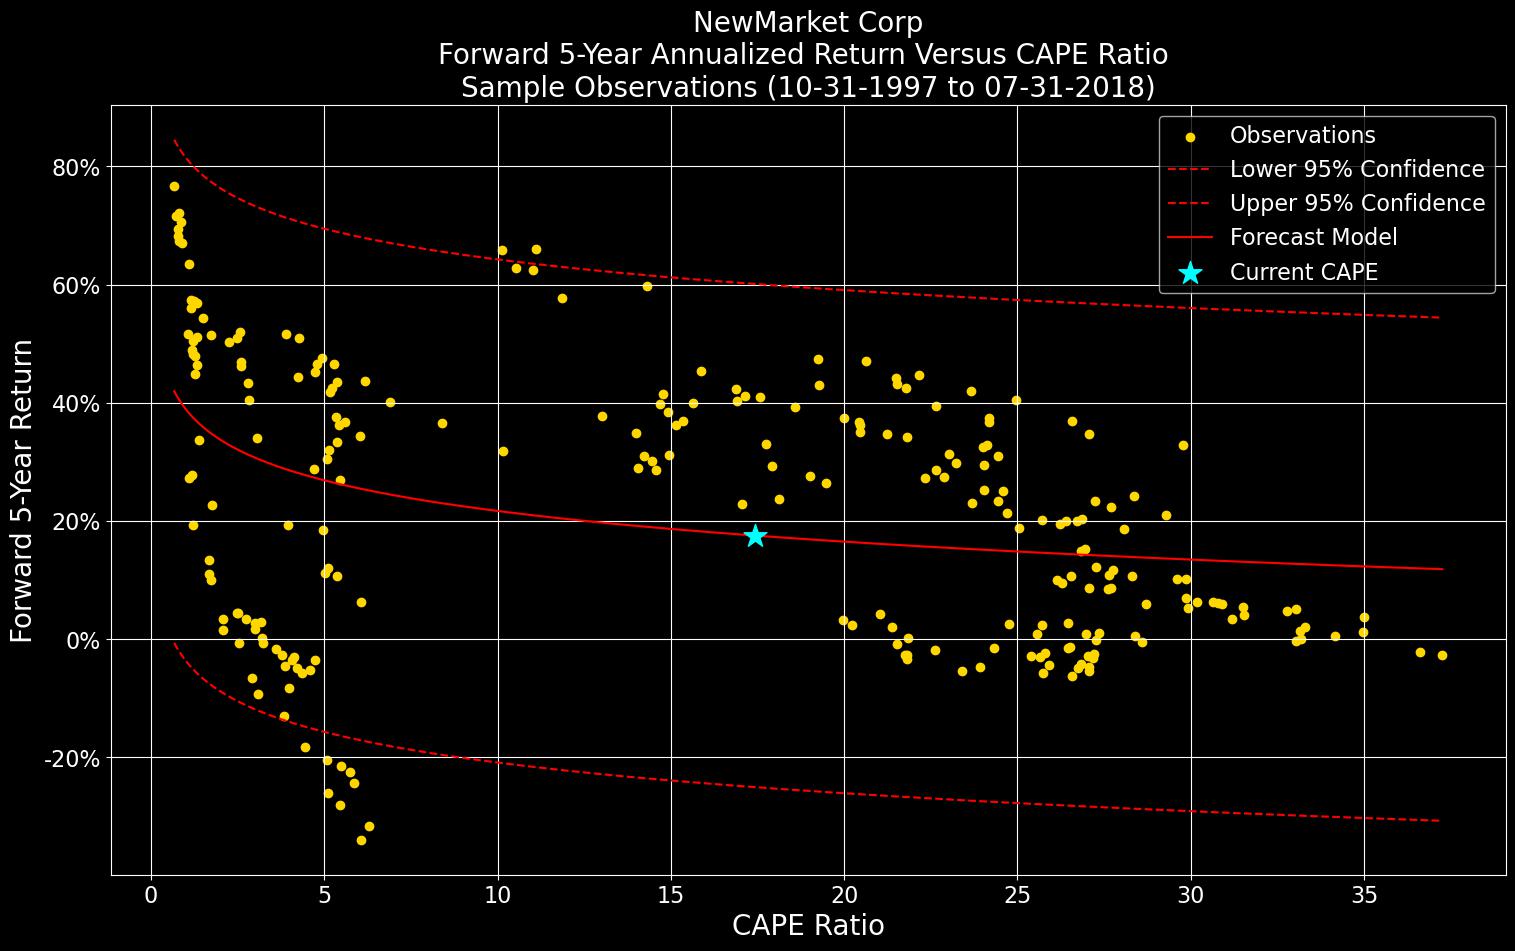 NewMarket Corp
Forward 5-Year Annualized Return Versus CAPE Ratio
Sample Observations (10-31-1997 to 07-31-2018)
Observations
Lower 95% Confidence
Upper 95% Confidence
Forecast Model
Current CAPE
Forward 5-Year Return
80%
60%
40%
20%
0%
-20%
0 5 10 15 20 25 30 35
CAPE Ratio